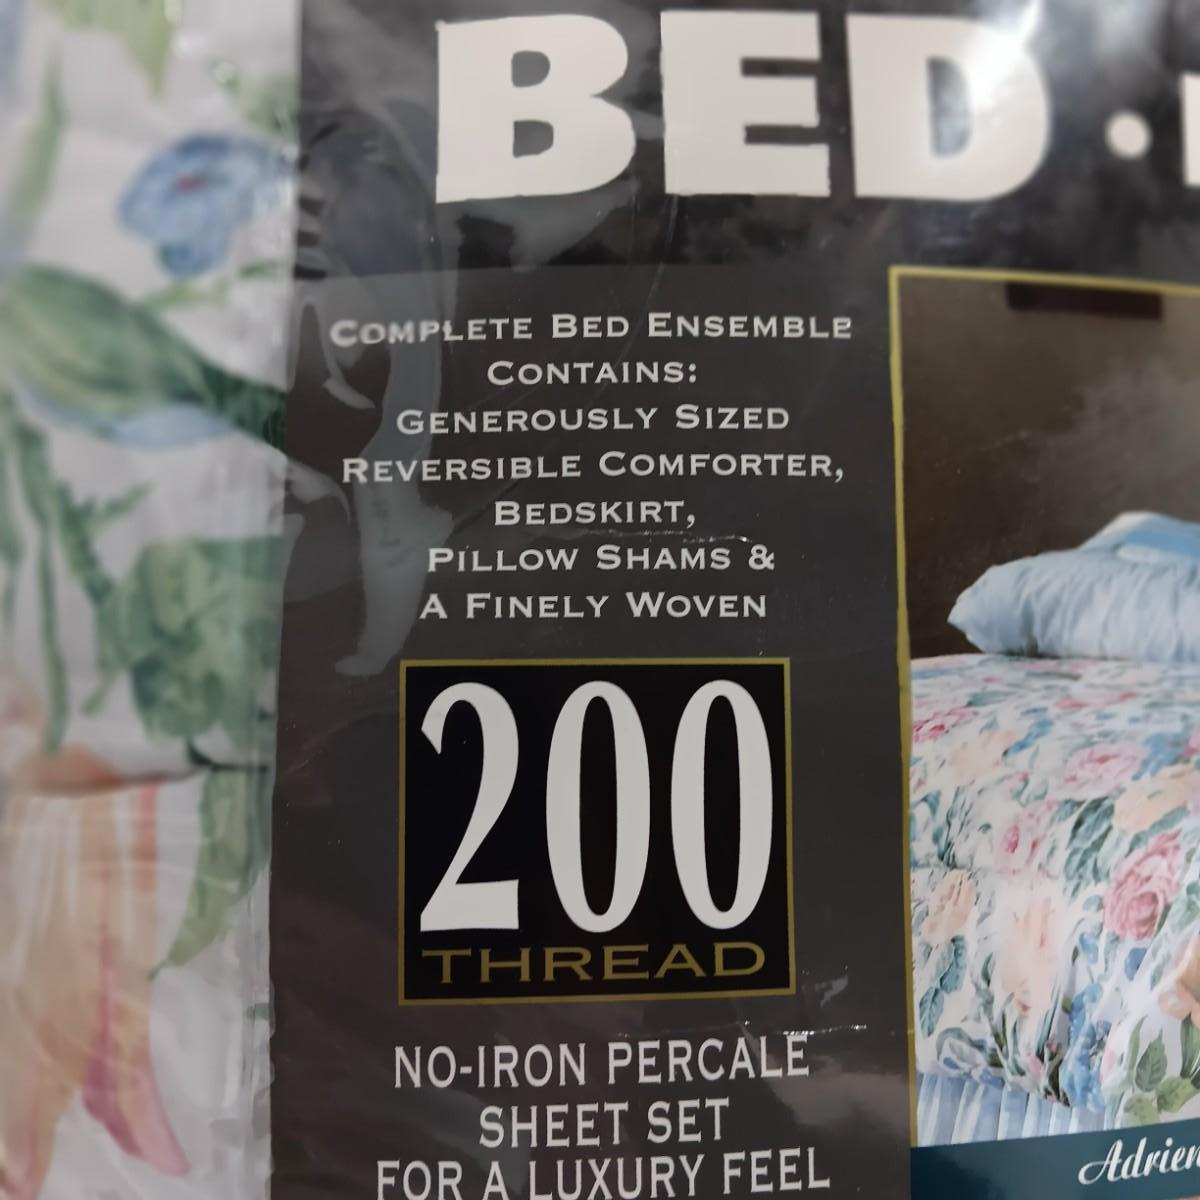 BED ·
COMPLETE BED ENSEMBLE
CONTAINS:
GENEROUSLY SIZED
REVERSIBLE COMFORTER,
BEDSKIRT,
PILLOW SHAMS &
A FINELY WOVEN
200
THREAD
NO-IRON PERCALE
SHEET SET
FOR A LUXURY FEEL